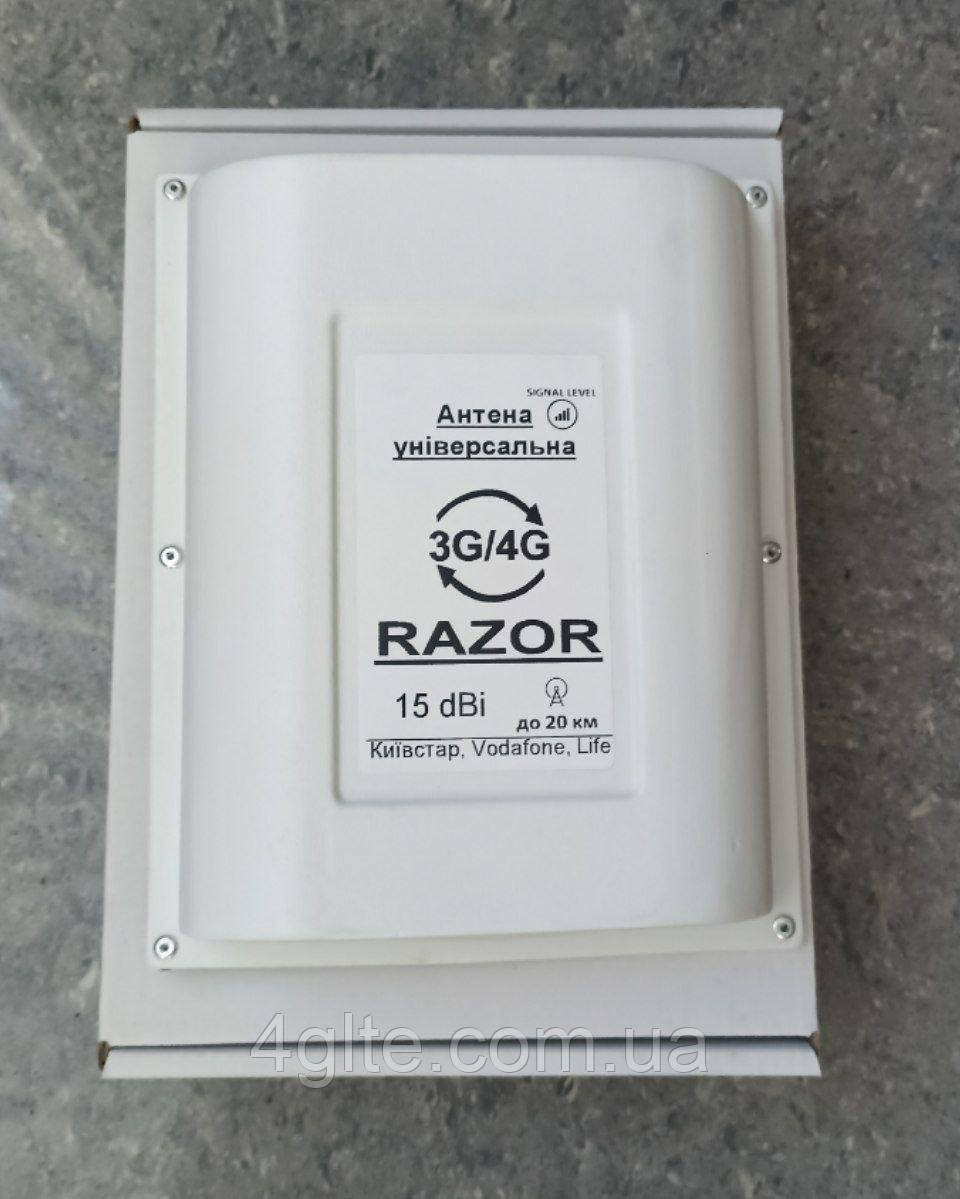 SIGNAL LEVEL
Антена
універсальна
3G/4G
RAZOR
15 dBi
до 20 км
Київстар, Vodafone, Life
4glte.com.ua